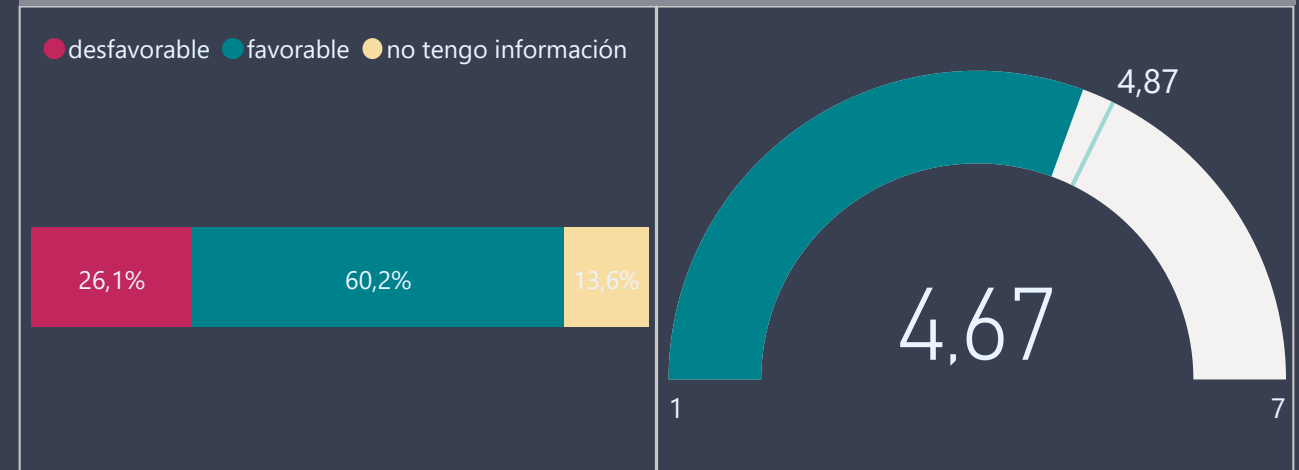 desfavorable favorable no tengo información
26,1% 60,2% 13,6%
4,87
4,67
1 7